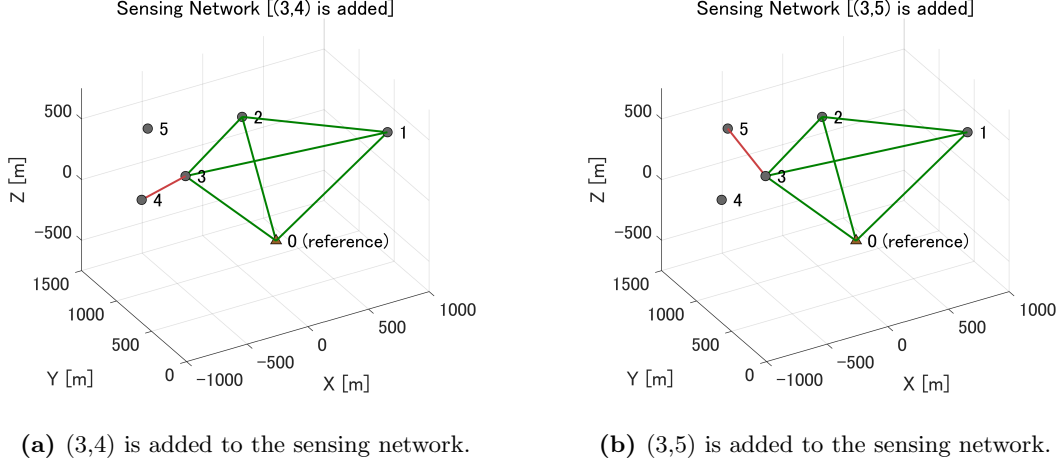 Sensing Network [(3,4) is added]
500
0
−500
Z [m]
1500
1000
500
0
Y [m]
−1000
−500
0
500
1000
X [m]
5
2
1
3
4
0 (reference)
(a) (3,4) is added to the sensing network.
Sensing Network [(3,5) is added]
500
0
−500
Z [m]
1500
1000
500
0
Y [m]
−1000
−500
0
500
1000
X [m]
5
2
1
3
4
0 (reference)
(b) (3,5) is added to the sensing network.